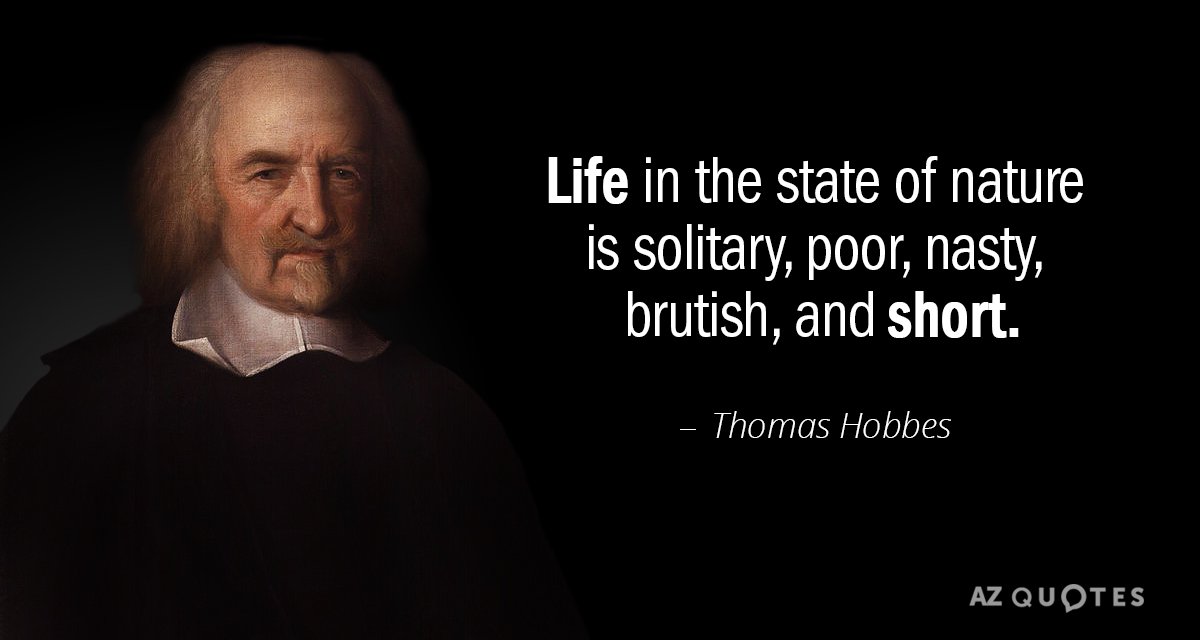 Life in the state of nature
is solitary, poor, nasty,
brutish, and short.
– Thomas Hobbes
AZ QUOTES